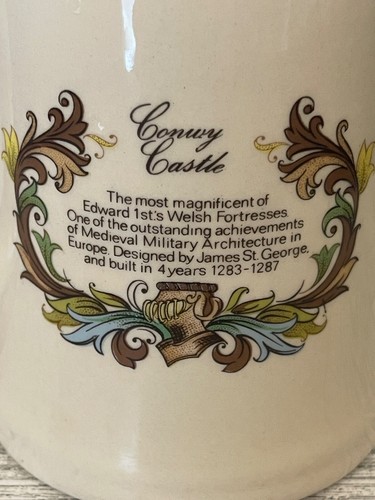 Conwy
Castle
The most magnificent of
Edward 1st.'s Welsh Fortresses.
One of the outstanding achievements
of Medieval Military Architecture in
Europe. Designed by James St. George,
and built in 4 years 1283-1287